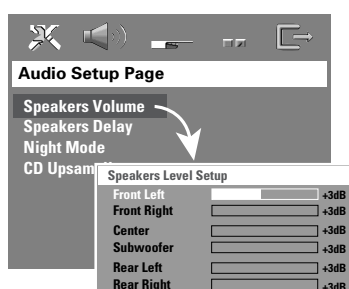 Audio Setup Page
Speakers Volume
Speakers Delay
Night Mode
CD
Speakers Level Setup
Front Left +3dB
Front Right +3dB
Center +3dB
Subwoofer +3dB
Rear Left +3dB
Rear Right +3dB